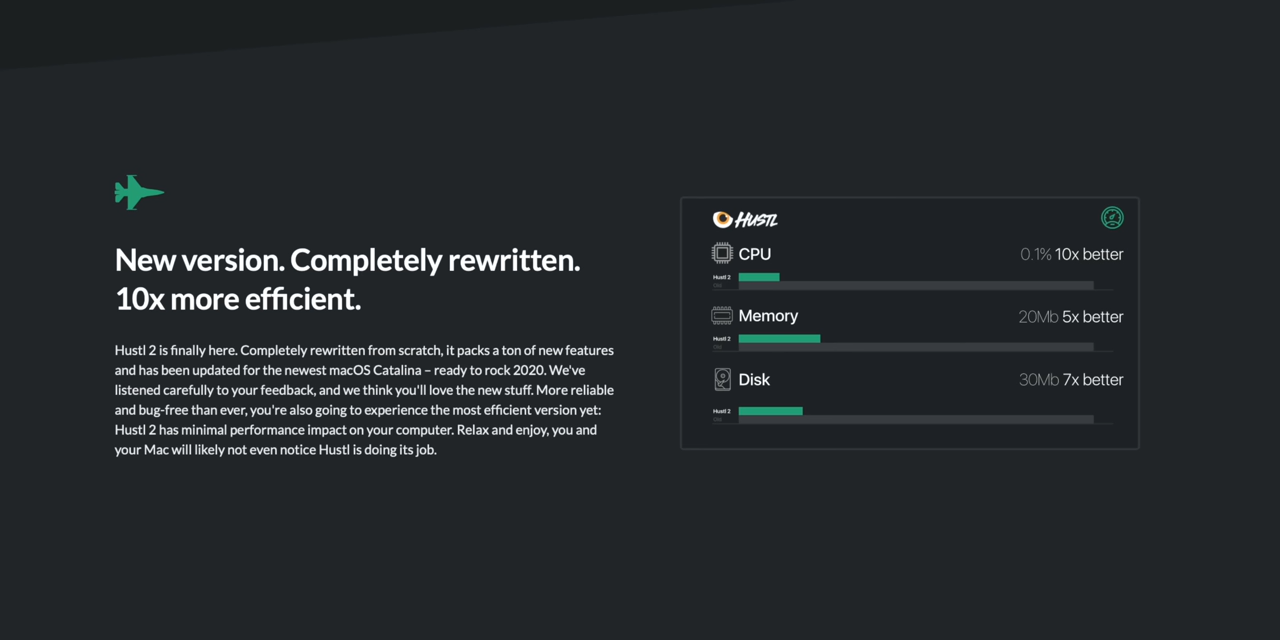 New version. Completely rewritten.
10x more efficient.
Hustl 2 is finally here. Completely rewritten from scratch, it packs a ton of new features
and has been updated for the newest macOS Catalina – ready to rock 2020. We've
listened carefully to your feedback, and we think you'll love the new stuff. More reliable
and bug-free than ever, you're also going to experience the most efficient version yet:
Hustl 2 has minimal performance impact on your computer. Relax and enjoy, you and
your Mac will likely not even notice Hustl is doing its job.
HUSTL
CPU 0.1% 10x better
Hustl 2
Memory 20Mb 5x better
Hustl 2
Disk 30Mb 7x better
Hustl 2